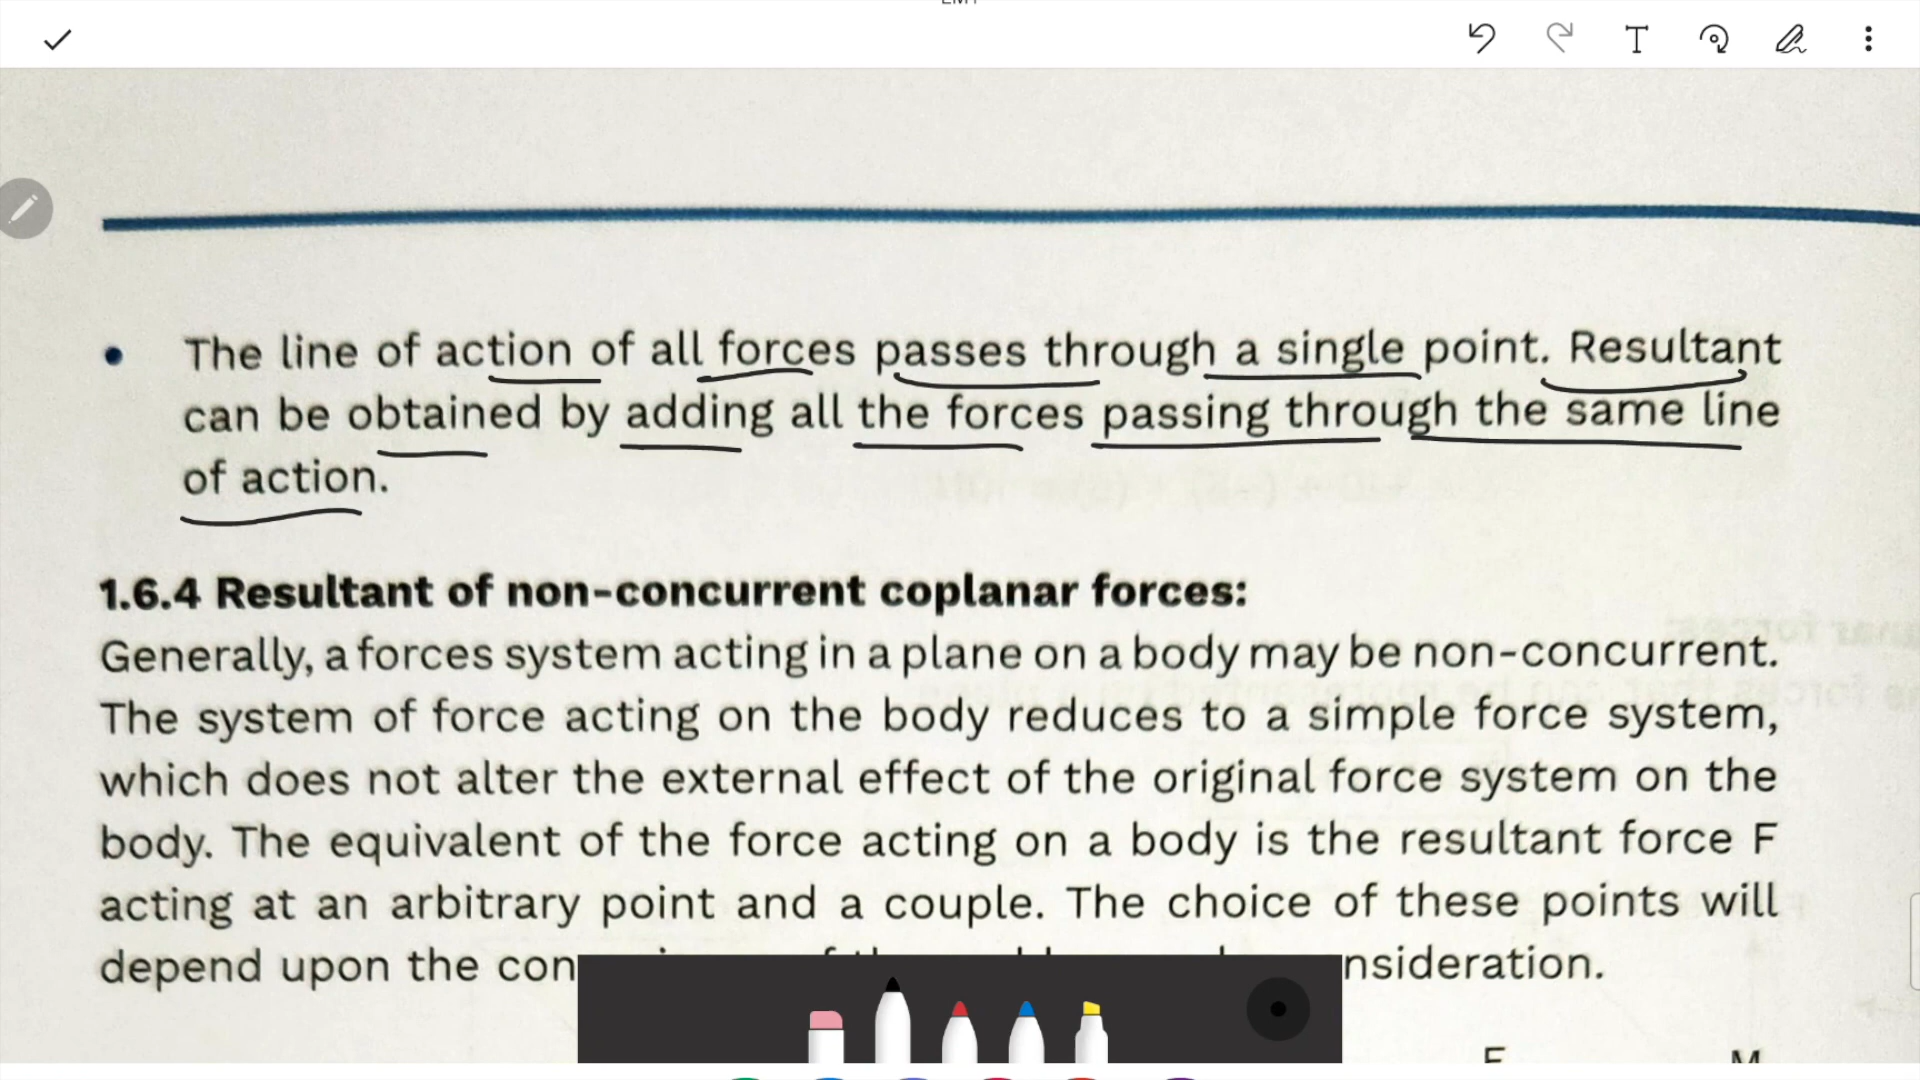 • The line of action of all forces passes through a single point. Resultant
can be obtained by adding all the forces passing through the same line
of action.
1.6.4 Resultant of non-concurrent coplanar forces:
Generally, a forces system acting in a plane on a body may be non-concurrent.
The system of force acting on the body reduces to a simple force system,
which does not alter the external effect of the original force system on the
body. The equivalent of the force acting on a body is the resultant force F
acting at an arbitrary point and a couple. The choice of these points will
depend upon the